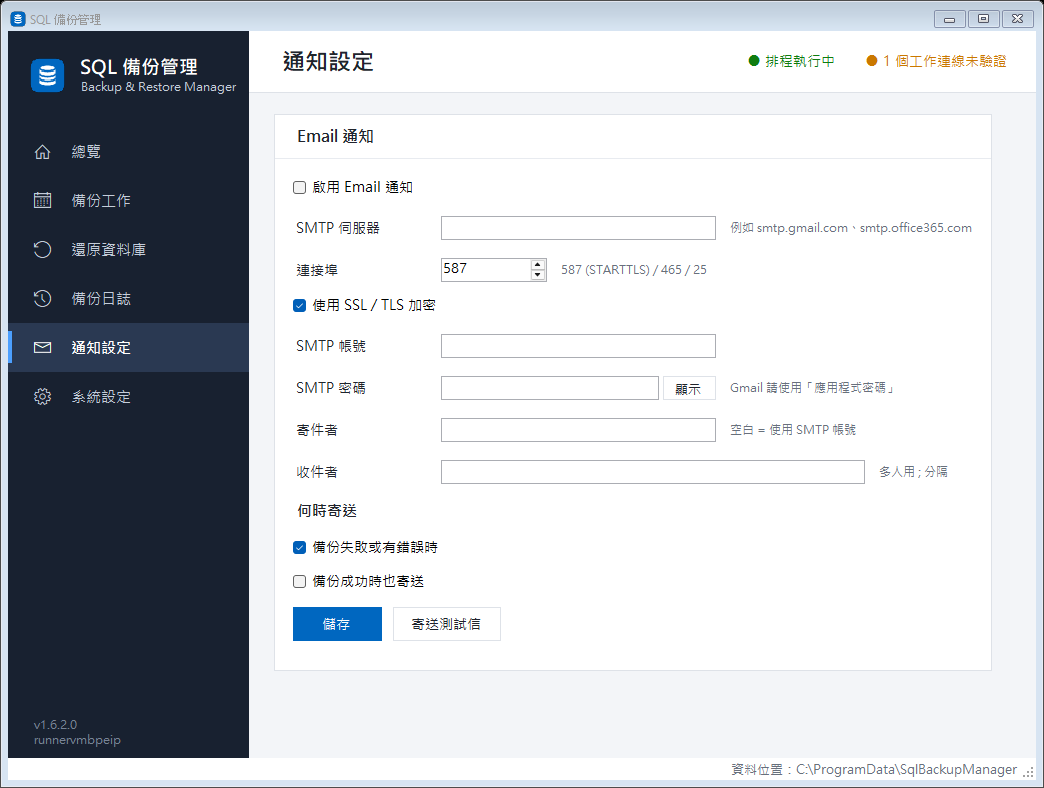 SQL 備份管理
SQL 備份管理
Backup & Restore Manager
總覽
備份工作
還原資料庫
備份日誌
通知設定
系統設定
v1.6.2.0
runnervmbpeip
通知設定
排程執行中
1 個工作連線未驗證
Email 通知
啟用 Email 通知
SMTP 伺服器
例如 smtp.gmail.com、smtp.office365.com
連接埠
587
587 (STARTTLS) / 465 / 25
使用 SSL / TLS 加密
SMTP 帳號
SMTP 密碼
顯示
Gmail 請使用「應用程式密碼」
寄件者
空白 = 使用 SMTP 帳號
收件者
多人用 ; 分隔
何時寄送
備份失敗或有錯誤時
備份成功時也寄送
儲存
寄送測試信
資料位置：C:\ProgramData\SqlBackupManager